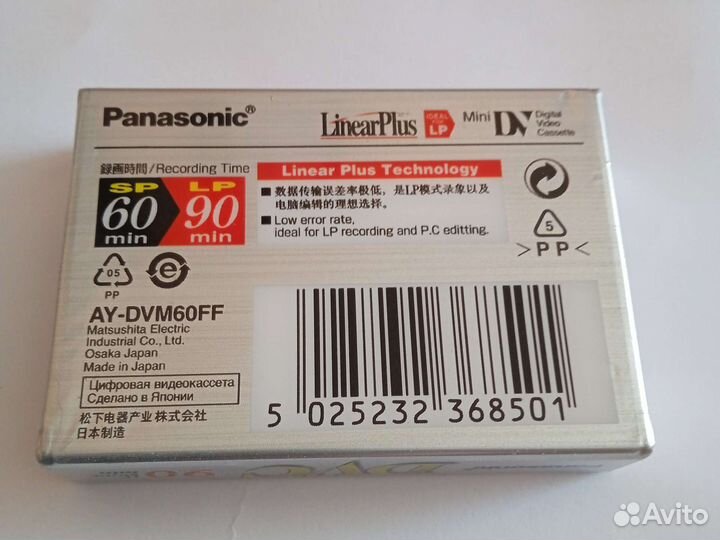 Panasonic®
LinearPlus IDEAL FOR LP Mini DV Digital Video Cassette
録画時間/Recording Time
SP 60 min LP 90 min
Linear Plus Technology
■ 数据传输误差率极低，是LP模式录象以及
电脑编辑的理想选择。
■ Low error rate,
ideal for LP recording and P.C editting.
5
>PP<
05
PP
e
AY-DVM60FF
Matsushita Electric
Industrial Co., Ltd.
Osaka Japan
Made in Japan
Цифровая видеокассета
Сделано в Японии
松下电器产业株式会社
日本制造
5 025232 368501
Avito